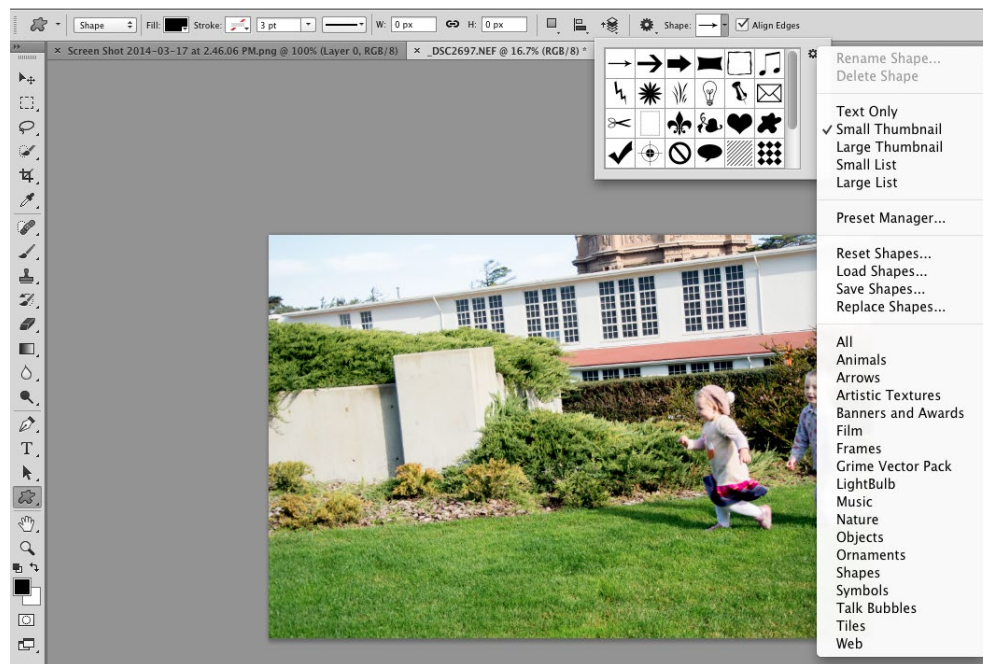 Shape Fill: Stroke: 3 pt W: 0 px H: 0 px Shape: Align Edges
× Screen Shot 2014-03-17 at 2.46.06 PM.png @ 100% (Layer 0, RGB/8) × _DSC2697.NEF @ 16.7% (RGB/8) *
Rename Shape...
Delete Shape
Text Only
✓ Small Thumbnail
Large Thumbnail
Small List
Large List
Preset Manager...
Reset Shapes...
Load Shapes...
Save Shapes...
Replace Shapes...
All
Animals
Arrows
Artistic Textures
Banners and Awards
Film
Frames
Grime Vector Pack
LightBulb
Music
Nature
Objects
Ornaments
Shapes
Symbols
Talk Bubbles
Tiles
Web